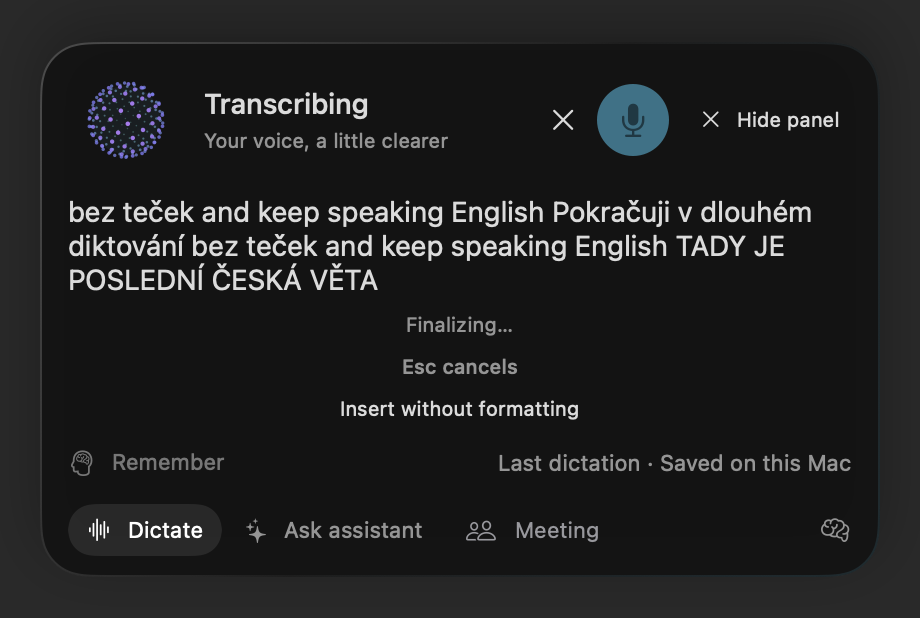 Transcribing
Your voice, a little clearer
Hide panel
bez teček and keep speaking English Pokračuji v dlouhém
diktování bez teček and keep speaking English TADY JE
POSLEDNÍ ČESKÁ VĚTA
Finalizing...
Esc cancels
Insert without formatting
Remember
Last dictation · Saved on this Mac
Dictate
Ask assistant
Meeting